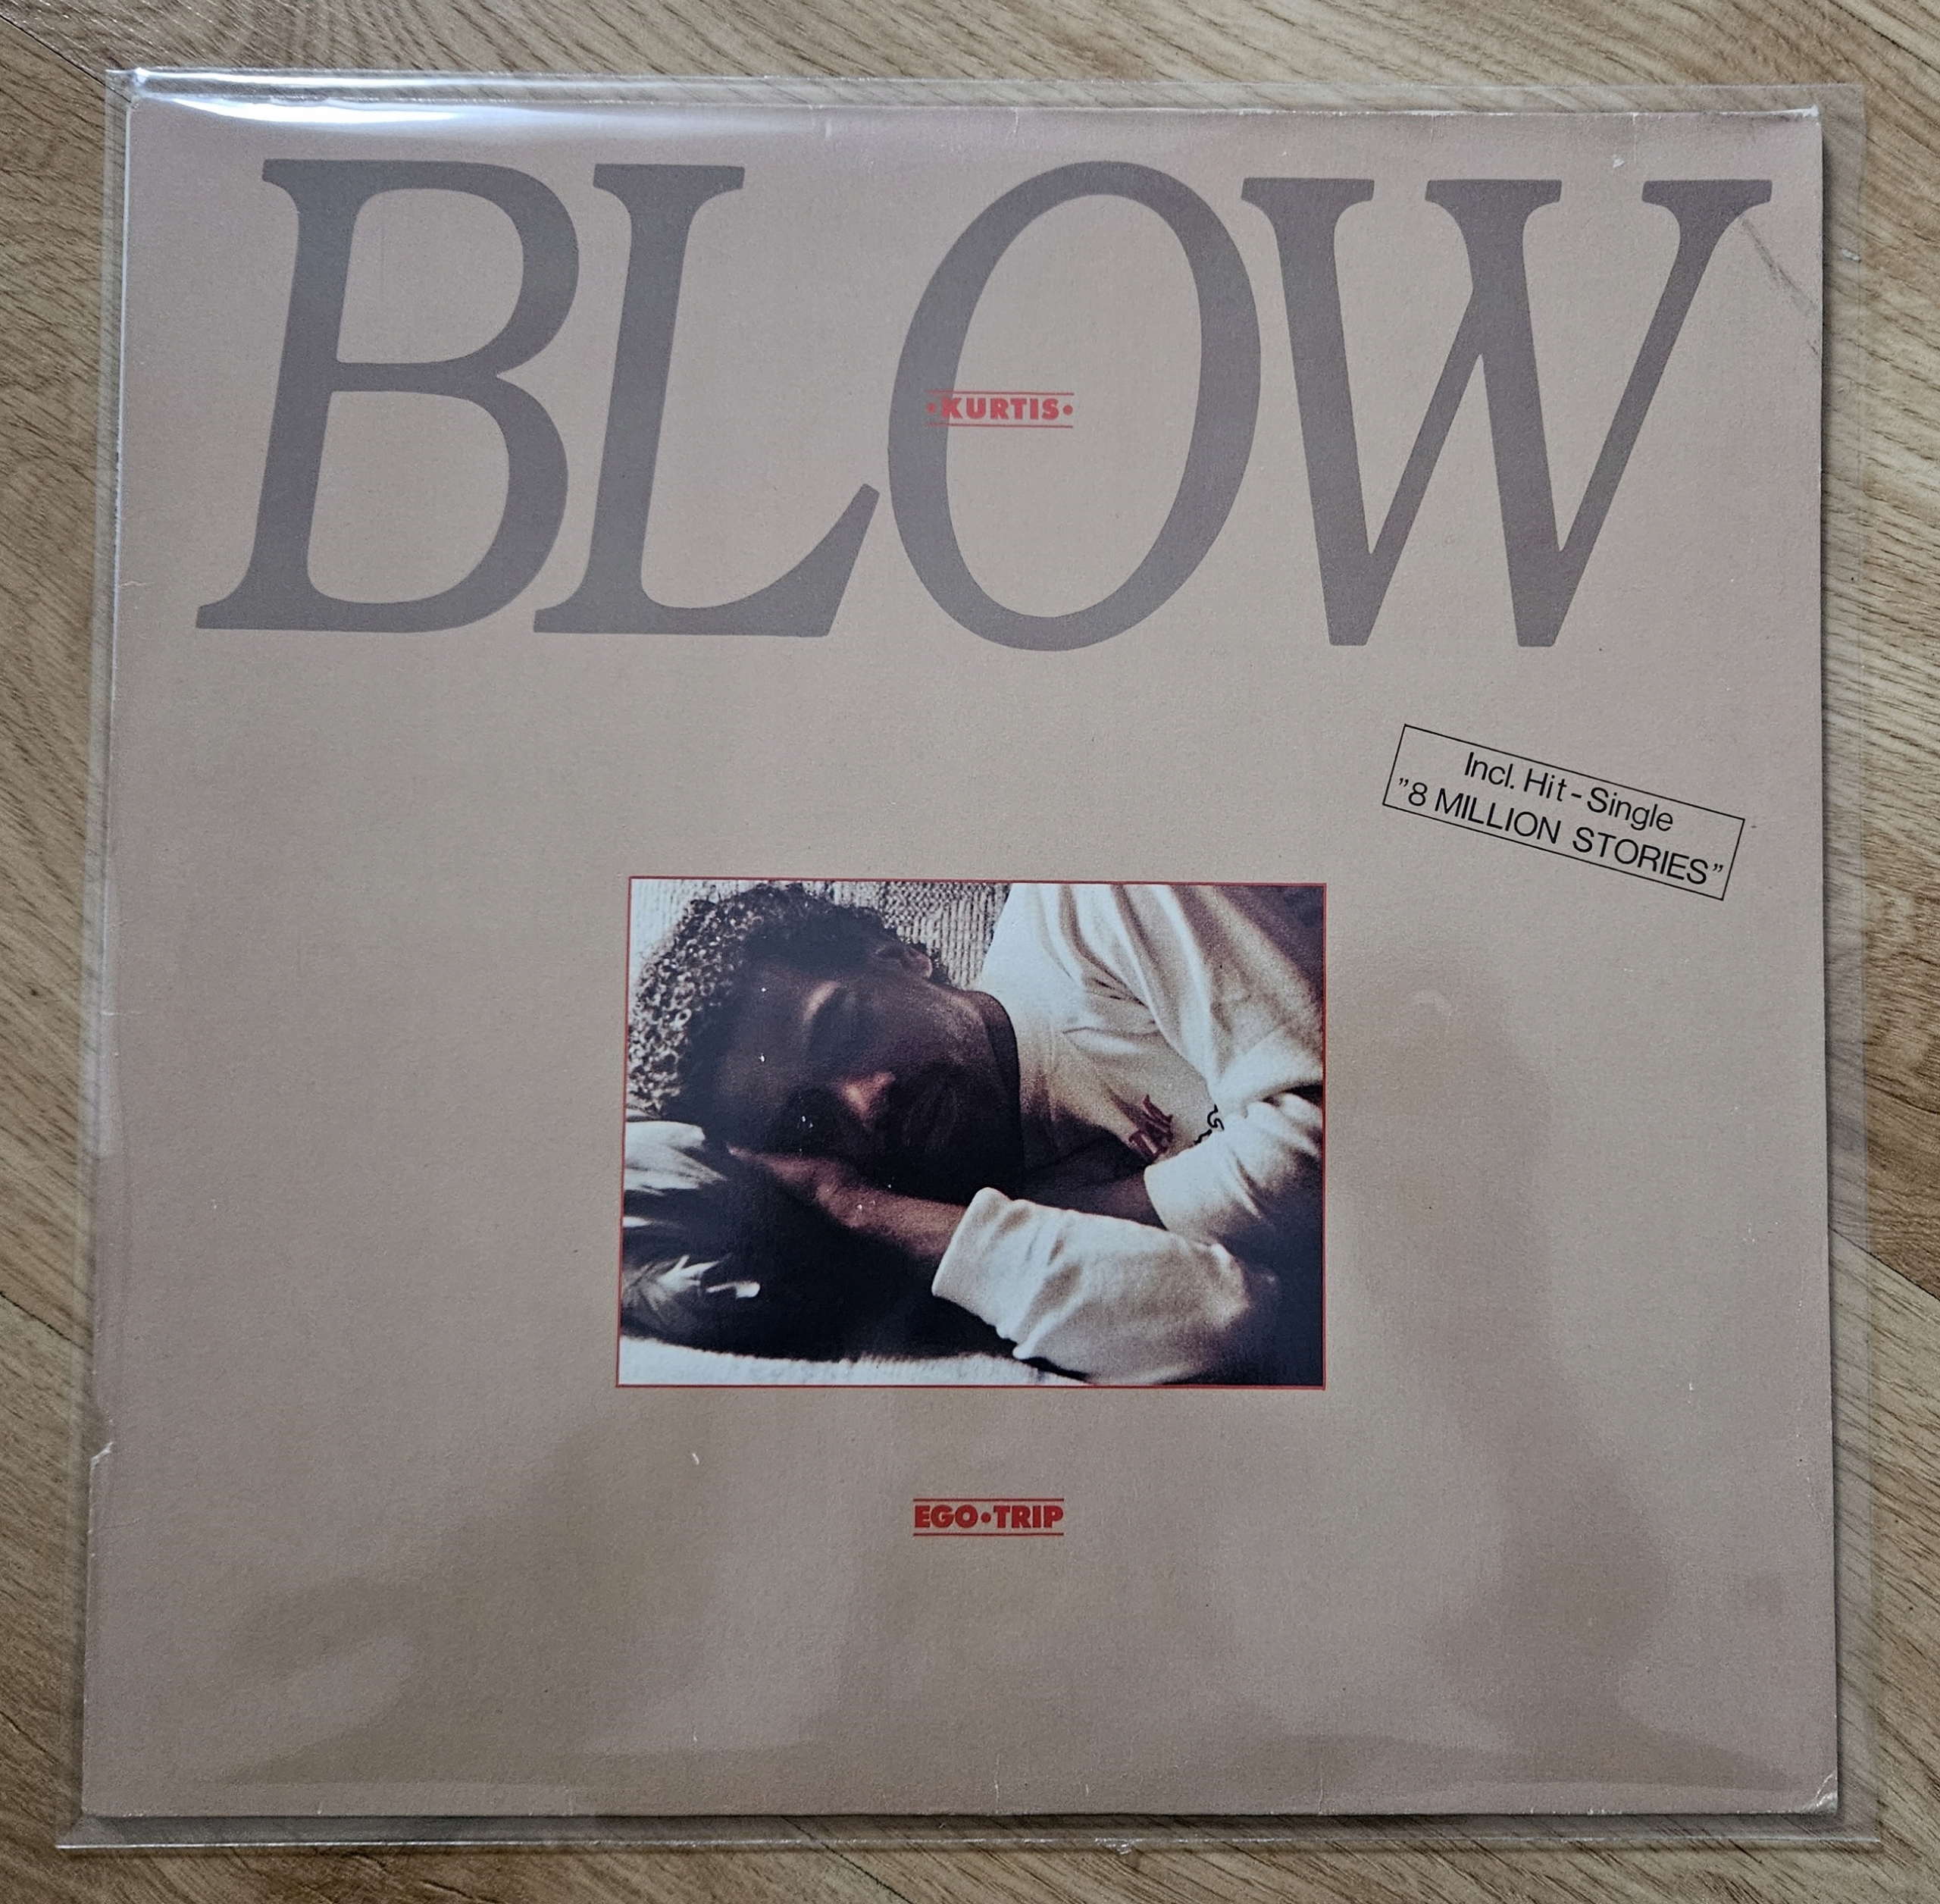 BLOW
•KURTIS•
Incl. Hit-Single
"8 MILLION STORIES"
EGO•TRIP